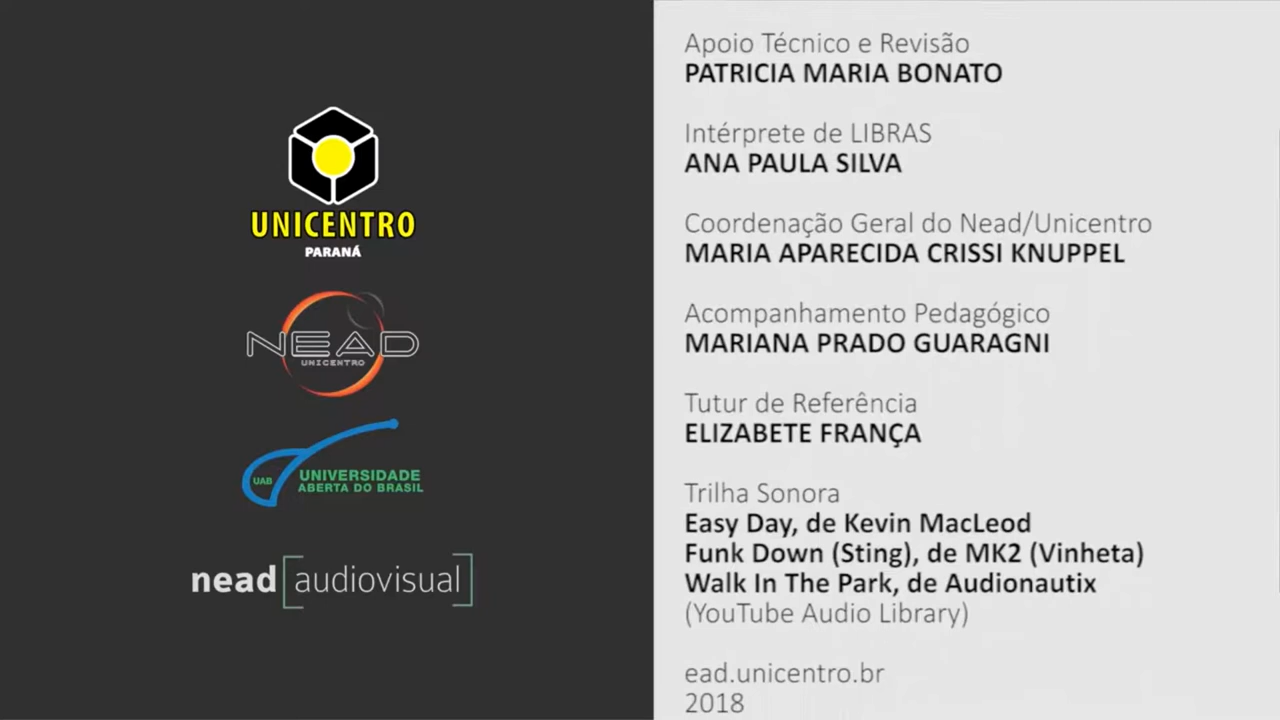 UNICENTRO
PARANÁ
NEAD
UNICENTRO
UAB
UNIVERSIDADE
ABERTA DO BRASIL
nead[audiovisual]
Apoio Técnico e Revisão
PATRICIA MARIA BONATO
Intérprete de LIBRAS
ANA PAULA SILVA
Coordenação Geral do Nead/Unicentro
MARIA APARECIDA CRISSI KNUPPEL
Acompanhamento Pedagógico
MARIANA PRADO GUARAGNI
Tutur de Referência
ELIZABETE FRANÇA
Trilha Sonora
Easy Day, de Kevin MacLeod
Funk Down (Sting), de MK2 (Vinheta)
Walk In The Park, de Audionautix
(YouTube Audio Library)
ead.unicentro.br
2018